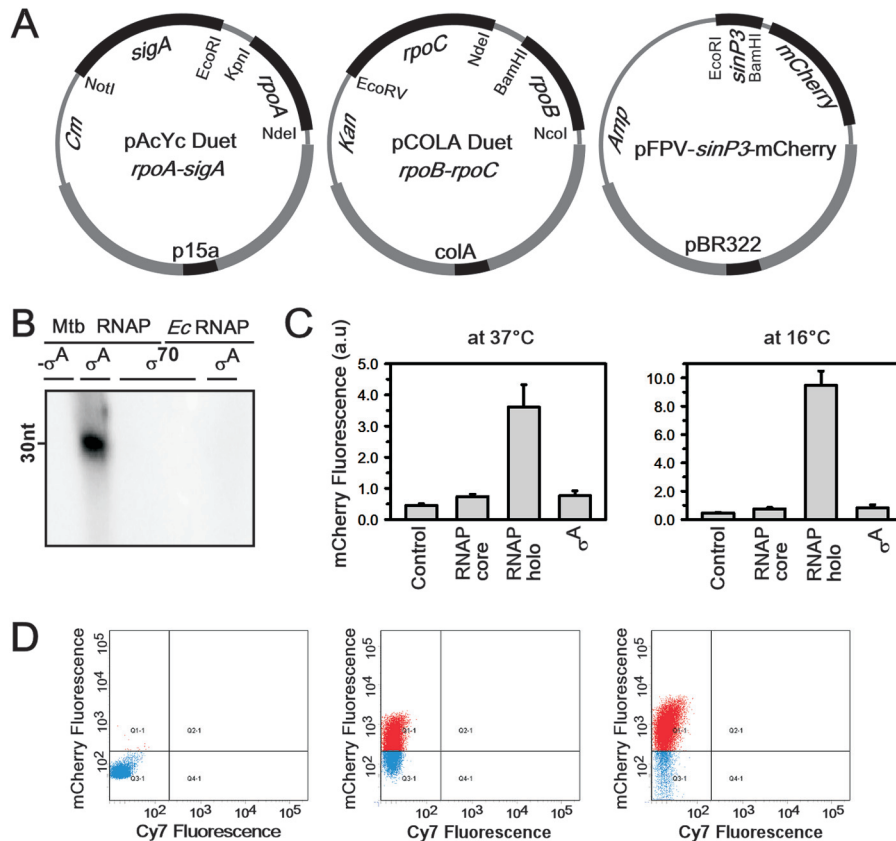 A
sigA
EcoRI
KpnI
rpoA
NotI
NdeI
Cm
pAcYc Duet
rpoA-sigA
p15a
rpoC
NdeI
BamHI
rpoB
EcoRV
NcoI
Kan
pCOLA Duet
rpoB-rpoC
colA
EcoRI
sinP3
BamHI
mCherry
Amp
pFPV-sinP3-mCherry
pBR322
B
Mtb RNAP Ec RNAP
-σA σA σ70 σA
30nt
C
at 37°C
mCherry Fluorescence (a.u)
5.0
4.0
3.0
2.0
1.0
0.0
Control
RNAP core
RNAP holo
σA
at 16°C
10.0
8.0
6.0
4.0
2.0
0.0
Control
RNAP core
RNAP holo
σA
D
mCherry Fluorescence
10^5
10^4
10^3
10^2
Q1-1 Q2-1
Q3-1 Q4-1
10^2 10^3 10^4 10^5
Cy7 Fluorescence
mCherry Fluorescence
10^5
10^4
10^3
10^2
Q1-1 Q2-1
Q3-1 Q4-1
10^2 10^3 10^4 10^5
Cy7 Fluorescence
mCherry Fluorescence
10^5
10^4
10^3
10^2
Q1-1 Q2-1
Q3-1 Q4-1
10^2 10^3 10^4 10^5
Cy7 Fluorescence